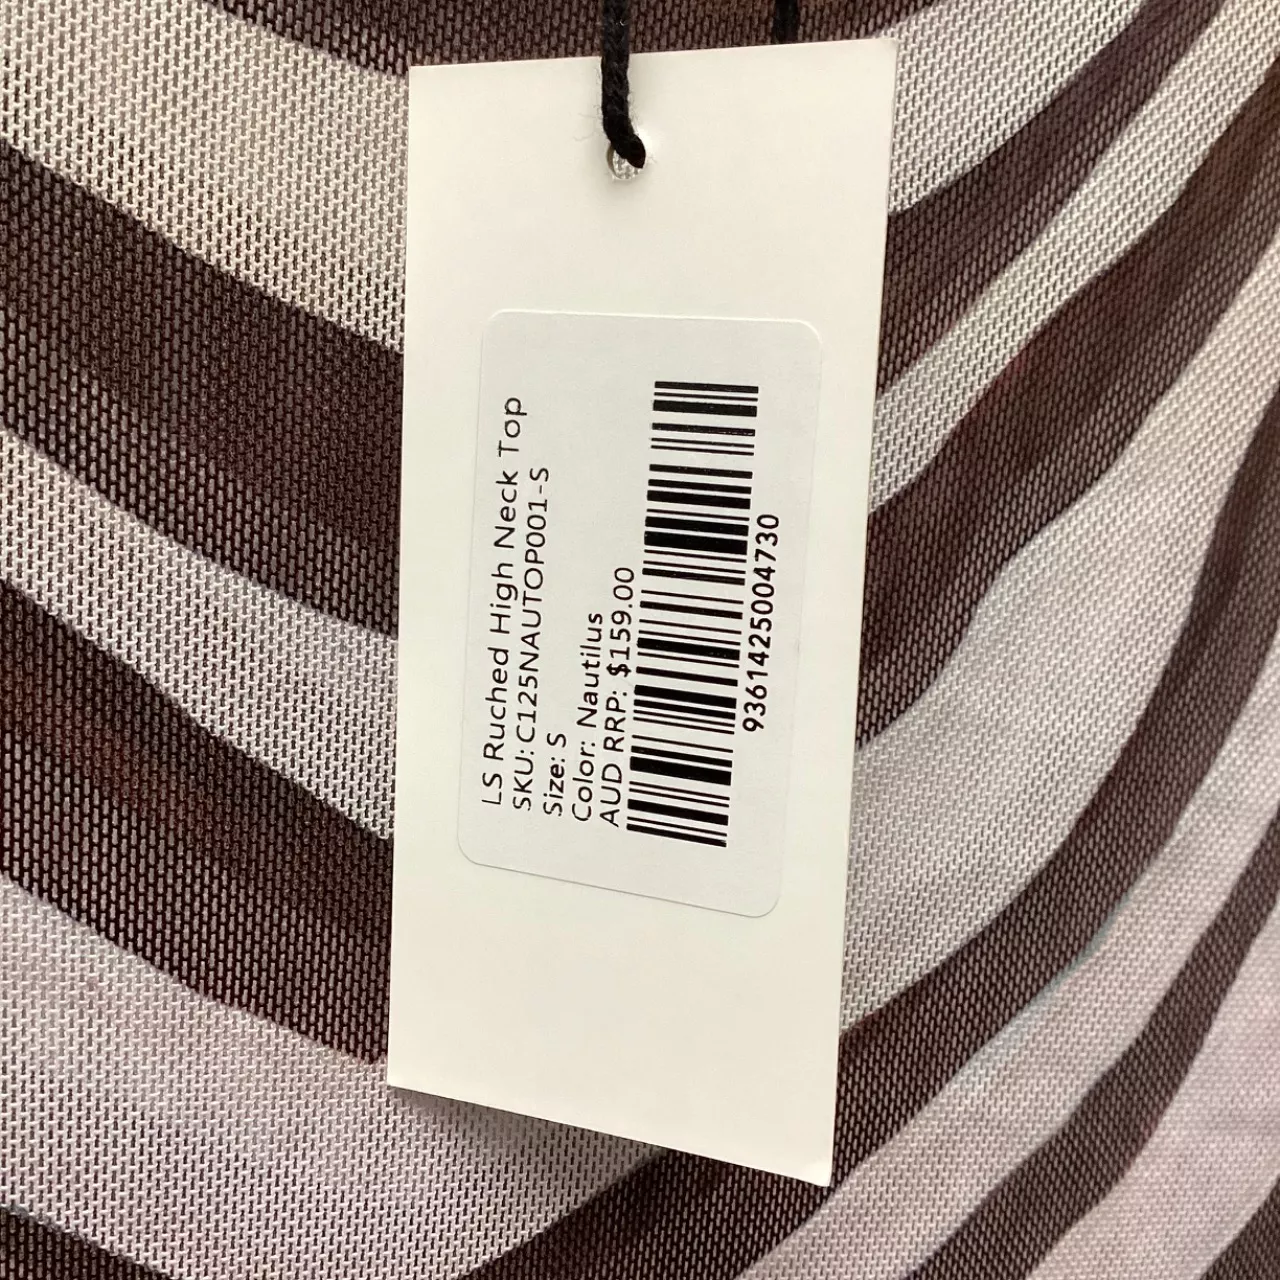 LS Ruched High Neck Top
SKU: C125NAUTOP001-S
Size: S
Color: Nautilus
AUD RRP: $159.00
9361425004730